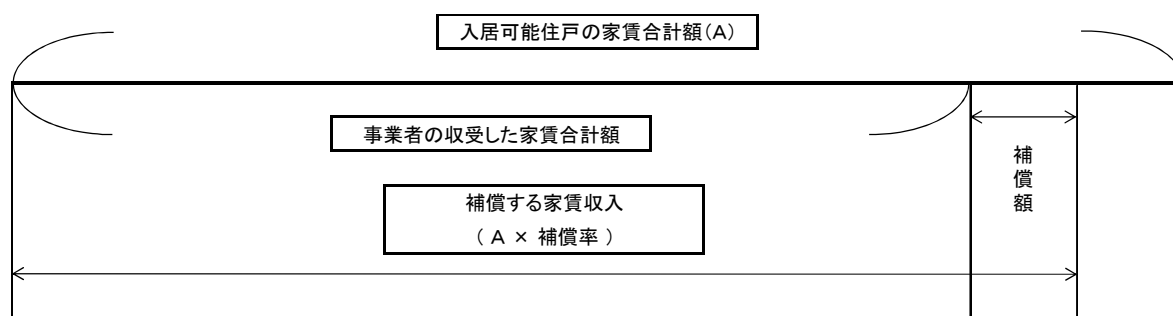 入居可能住戸の家賃合計額（Ａ）
事業者の収受した家賃合計額
補償額
補償する家賃収入
（ Ａ × 補償率 ）